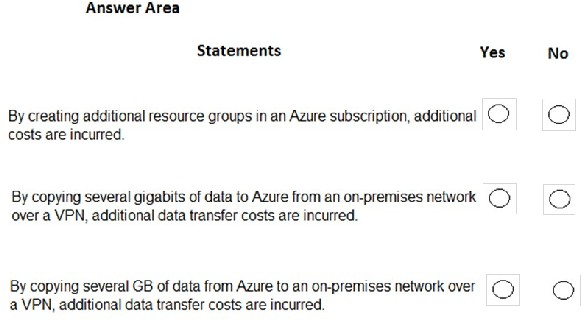 Answer Area
Statements Yes No
By creating additional resource groups in an Azure subscription, additional
costs are incurred.
By copying several gigabits of data to Azure from an on-premises network
over a VPN, additional data transfer costs are incurred.
By copying several GB of data from Azure to an on-premises network over
a VPN, additional data transfer costs are incurred.